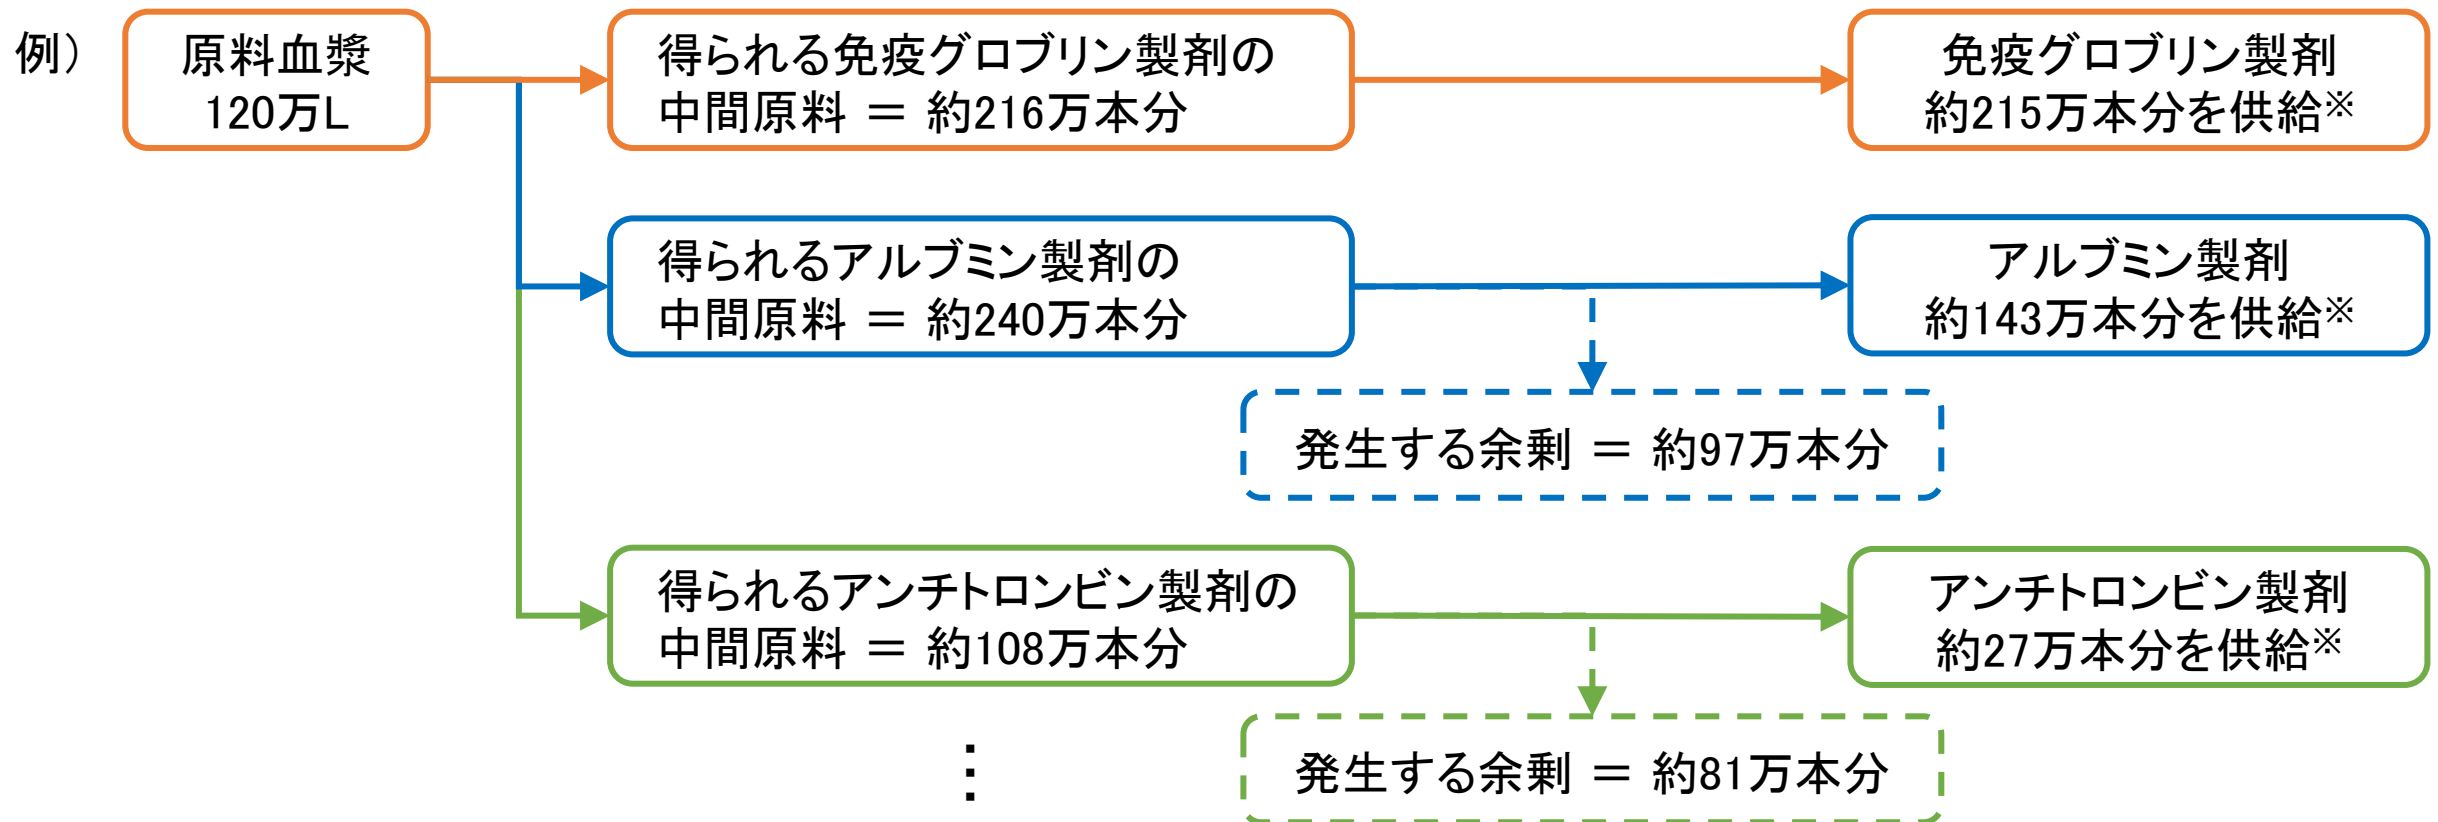 例）
原料血漿
120万L
得られる免疫グロブリン製剤の
中間原料 ＝ 約216万本分
免疫グロブリン製剤
約215万本分を供給※
得られるアルブミン製剤の
中間原料 ＝ 約240万本分
アルブミン製剤
約143万本分を供給※
発生する余剰 ＝ 約97万本分
得られるアンチトロンビン製剤の
中間原料 ＝ 約108万本分
アンチトロンビン製剤
約27万本分を供給※
発生する余剰 ＝ 約81万本分
⋮